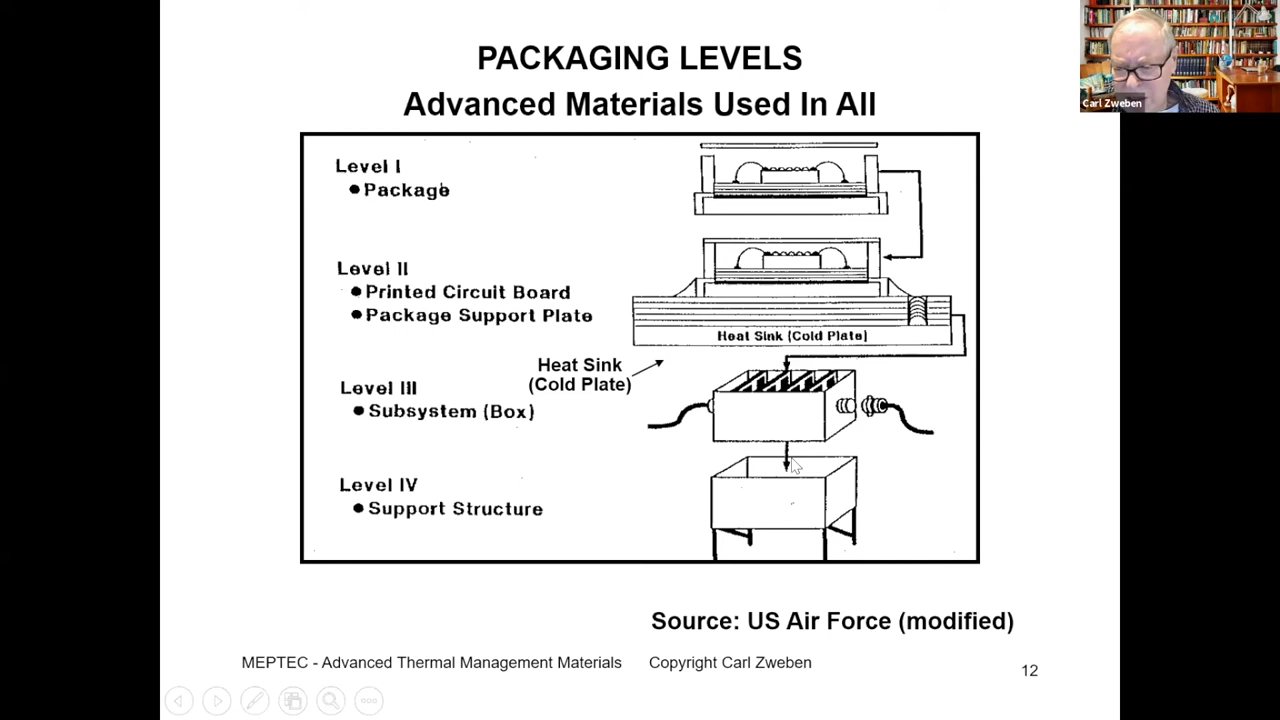 PACKAGING LEVELS
Advanced Materials Used In All
Carl Zweben
Level I
● Package
Level II
● Printed Circuit Board
● Package Support Plate
Heat Sink (Cold Plate)
Heat Sink
(Cold Plate)
Level III
● Subsystem (Box)
Level IV
● Support Structure
Source: US Air Force (modified)
MEPTEC - Advanced Thermal Management Materials Copyright Carl Zweben
12